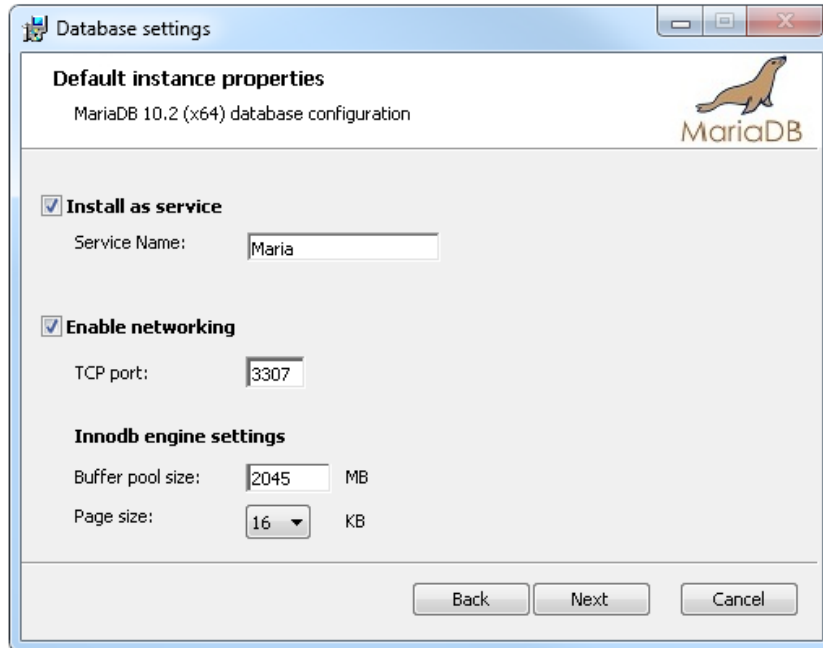 Database settings
Default instance properties
MariaDB 10.2 (x64) database configuration
MariaDB
Install as service
Service Name: Maria
Enable networking
TCP port: 3307
Innodb engine settings
Buffer pool size: 2045 MB
Page size: 16 KB
Back Next Cancel